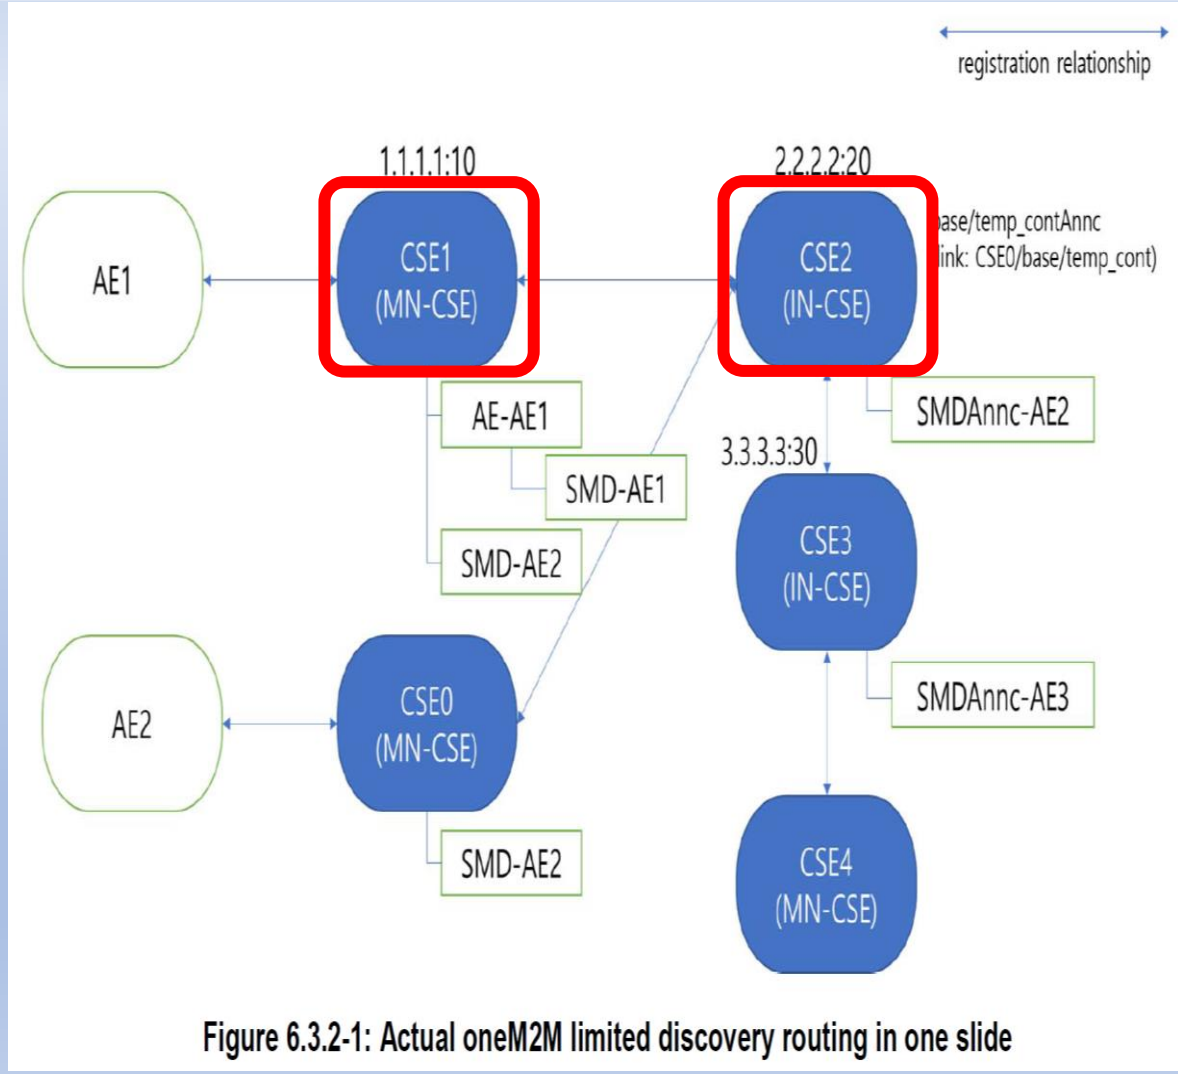 registration relationship
1.1.1.1:10
2.2.2.2:20
AE1
CSE1
(MN-CSE)
CSE2
(IN-CSE)
base/temp_contAnnc
link: CSE0/base/temp_cont)
AE-AE1
SMDAnnc-AE2
3.3.3.3:30
SMD-AE1
SMD-AE2
CSE3
(IN-CSE)
AE2
CSE0
(MN-CSE)
SMDAnnc-AE3
SMD-AE2
CSE4
(MN-CSE)
Figure 6.3.2-1: Actual oneM2M limited discovery routing in one slide